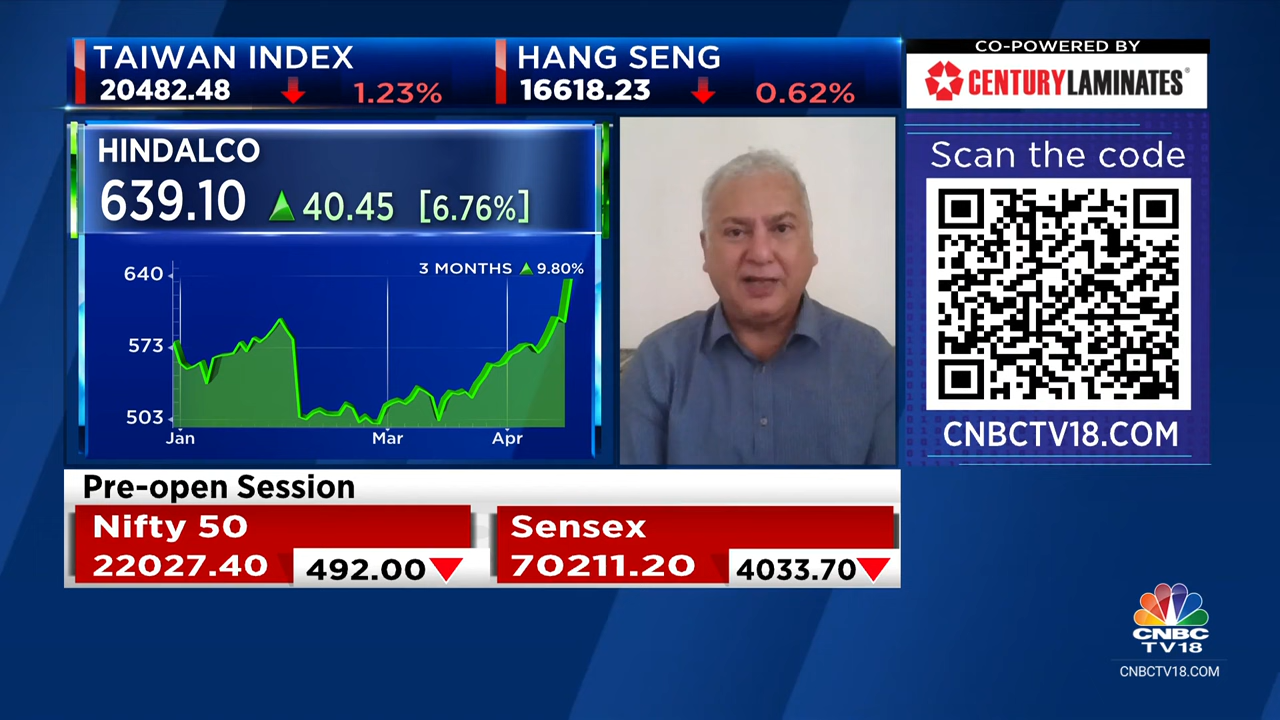 TAIWAN INDEX
20482.48 1.23%
HANG SENG
16618.23 0.62%
CO-POWERED BY
CENTURYLAMINATES®
HINDALCO
639.10 40.45 [6.76%]
3 MONTHS 9.80%
640
573
503
Jan Mar Apr
Scan the code
CNBCTV18.COM
Pre-open Session
Nifty 50
22027.40 492.00
Sensex
70211.20 4033.70
CNBC
TV18
CNBCTV18.COM